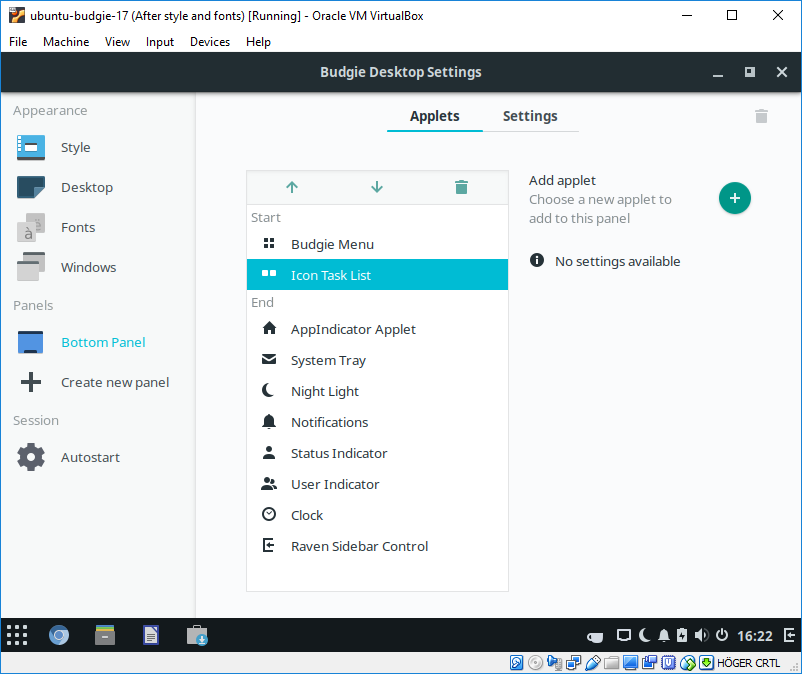 ubuntu-budgie-17 (After style and fonts) [Running] - Oracle VM VirtualBox
File Machine View Input Devices Help
Budgie Desktop Settings
Appearance
Style
Desktop
Fonts
Windows
Panels
Bottom Panel
Create new panel
Session
Autostart
Applets Settings
Start
Budgie Menu
Icon Task List
End
AppIndicator Applet
System Tray
Night Light
Notifications
Status Indicator
User Indicator
Clock
Raven Sidebar Control
Add applet
Choose a new applet to
add to this panel
No settings available
16:22
HÖGER CRTL